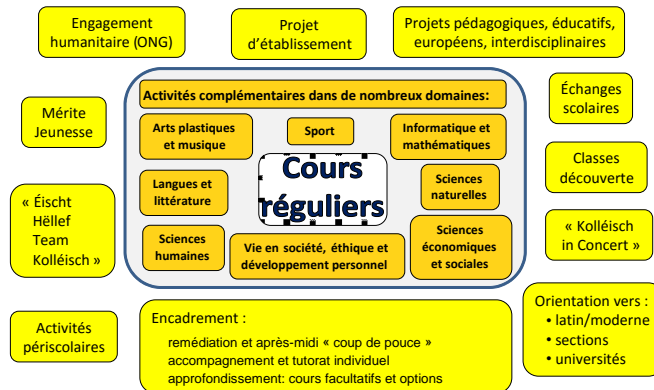 Engagement
humanitaire (ONG)
Projet
d'établissement
Projets pédagogiques, éducatifs,
européens, interdisciplinaires
Mérite
Jeunesse
« Éischt
Hëllef
Team
Kolléisch »
Activités
périscolaires
Activités complémentaires dans de nombreux domaines:
Arts plastiques
et musique
Sport
Informatique et
mathématiques
Langues et
littérature
Cours
réguliers
Sciences
naturelles
Sciences
humaines
Vie en société, éthique et
développement personnel
Sciences
économiques
et sociales
Échanges
scolaires
Classes
découverte
« Kolléisch
in Concert »
Encadrement :
remédiation et après-midi « coup de pouce »
accompagnement et tutorat individuel
approfondissement: cours facultatifs et options
Orientation vers :
• latin/moderne
• sections
• universités